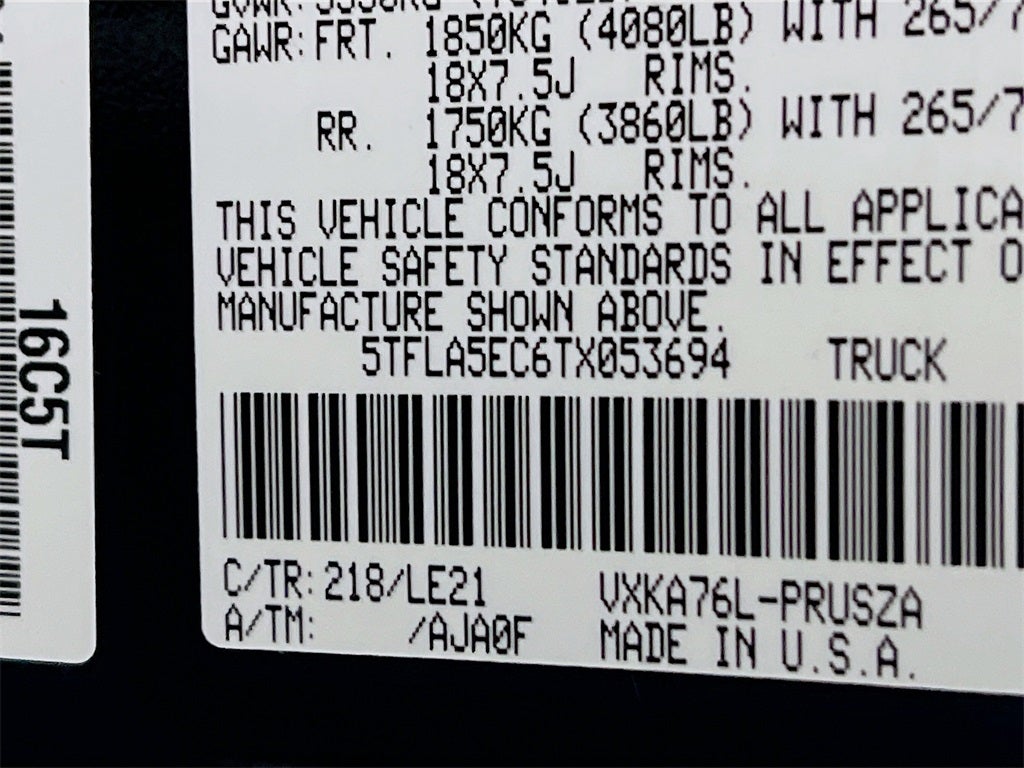 GAWR: FRT. 1850KG (4080LB) WITH 265/7
18X7.5J RIMS.
RR. 1750KG (3860LB) WITH 265/7
18X7.5J RIMS.
THIS VEHICLE CONFORMS TO ALL APPLICA
VEHICLE SAFETY STANDARDS IN EFFECT O
MANUFACTURE SHOWN ABOVE.
5TFLA5EC6TX053694 TRUCK
C/TR: 218/LE21 VXKA76L-PRUSZA
A/TM: /AJA0F MADE IN U.S.A.
16C5T